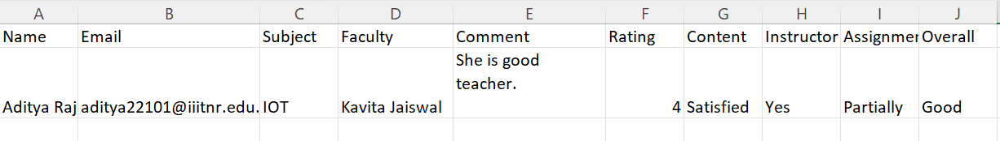 A B C D E F G H I J
Name Email Subject Faculty Comment Rating Content Instructor Assignmer Overall
She is good
teacher.
Aditya Raj aditya22101@iiitnr.edu. IOT Kavita Jaiswal 4 Satisfied Yes Partially Good